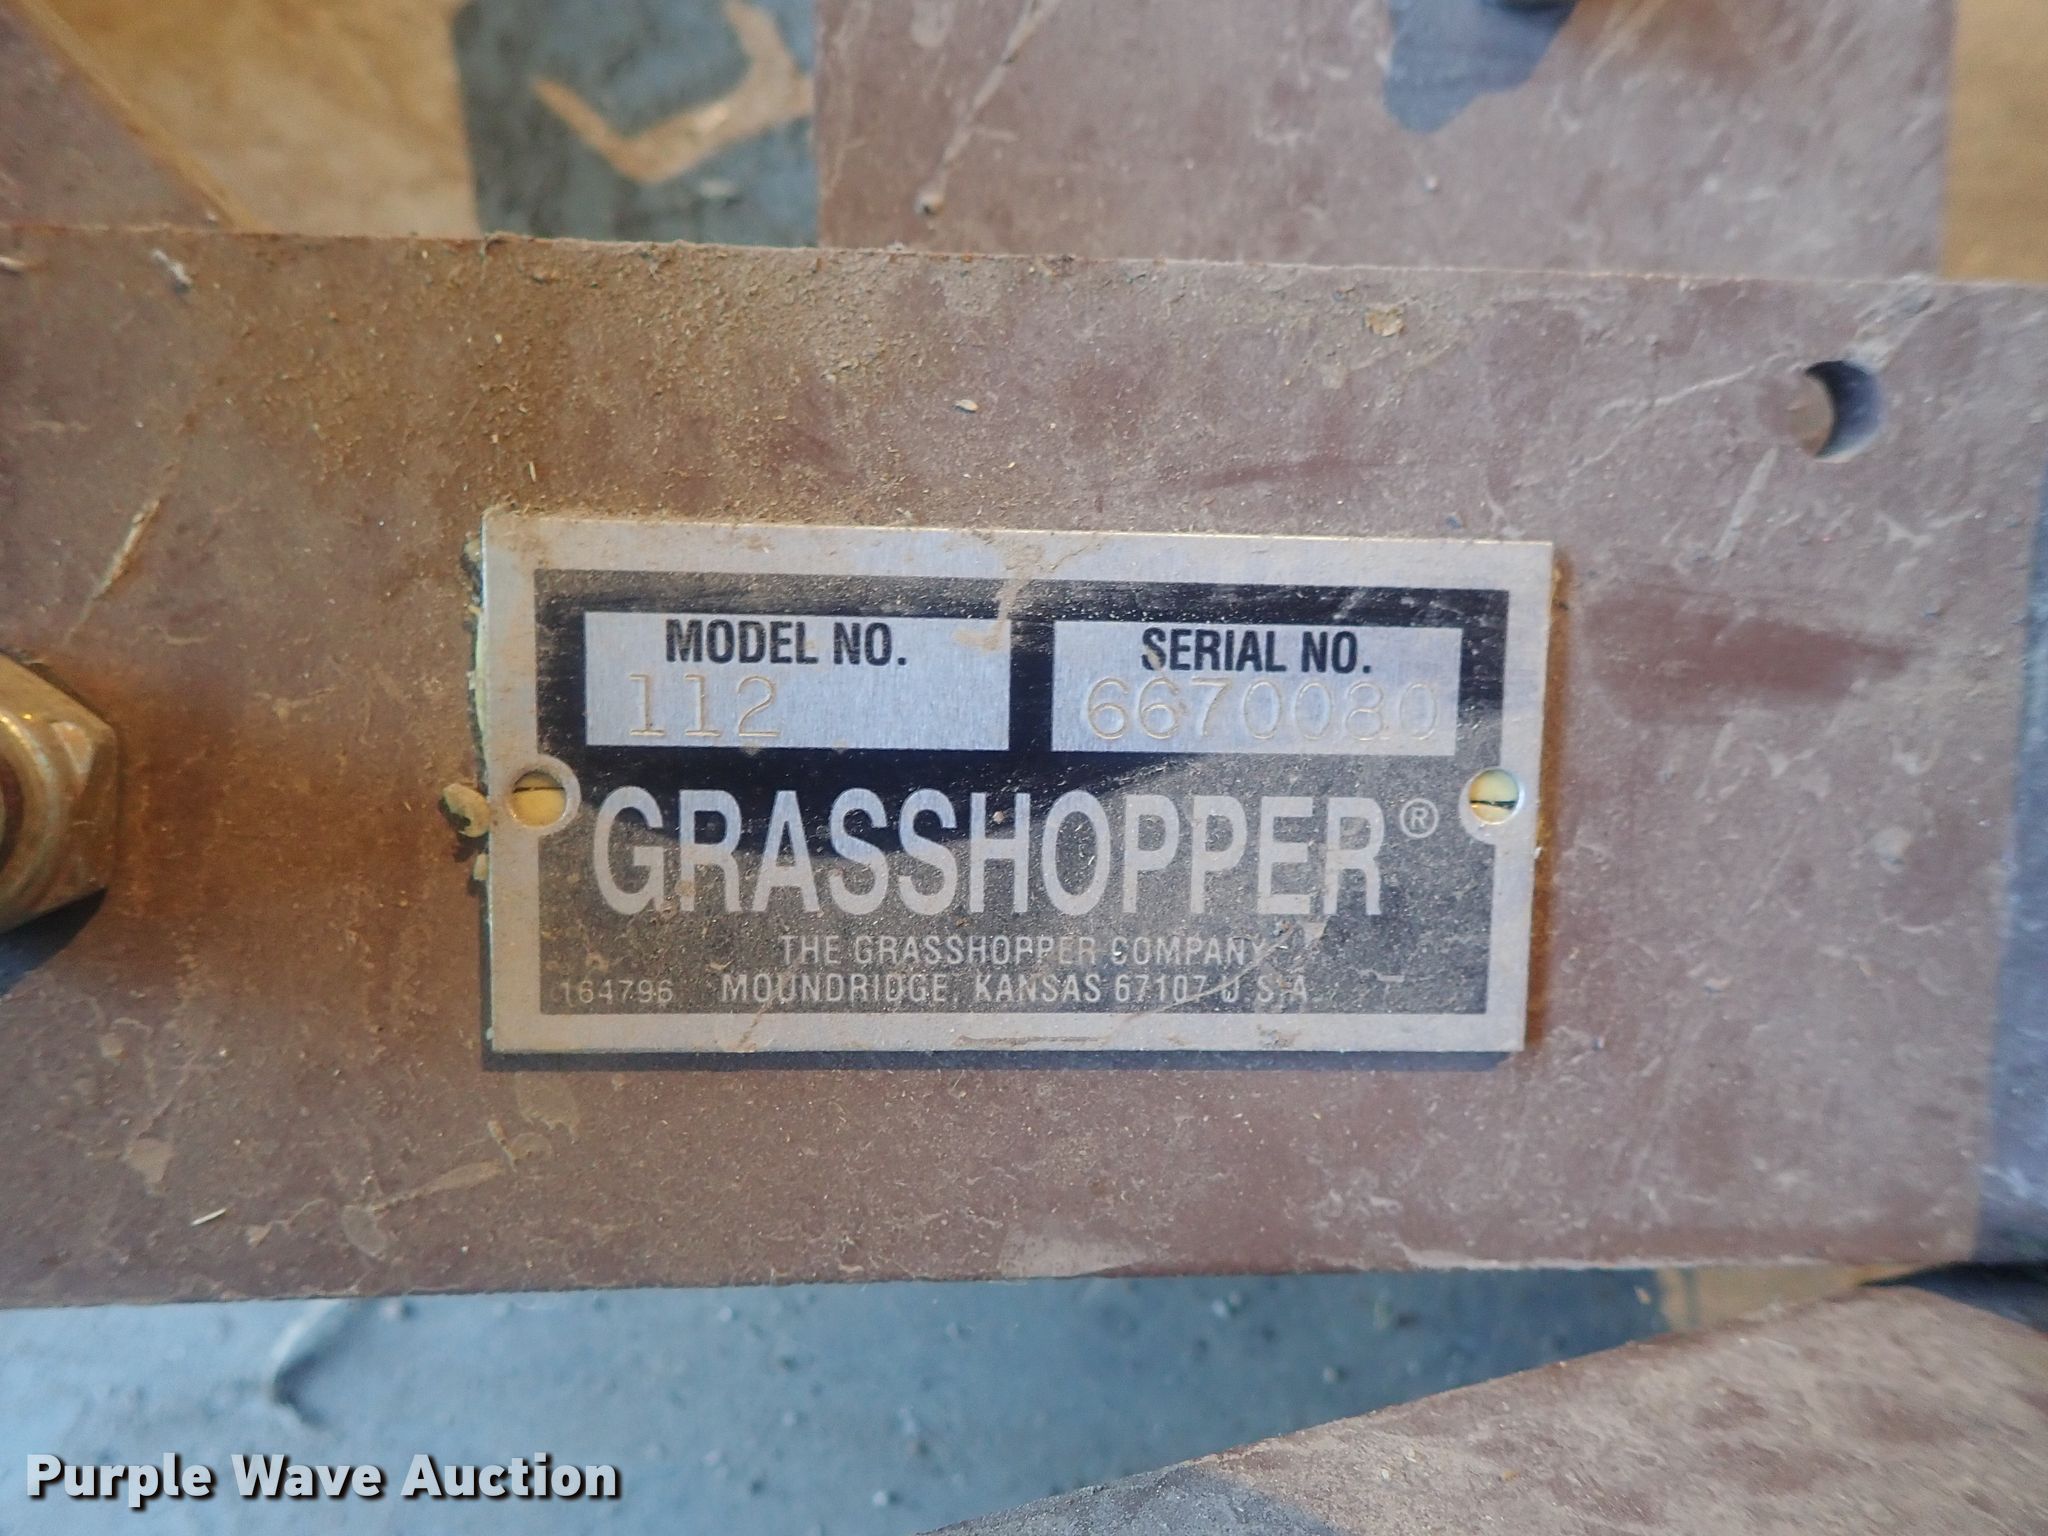 MODEL NO.
112
SERIAL NO.
6670080
GRASSHOPPER®
THE GRASSHOPPER COMPANY
164796 MOUNDRIDGE, KANSAS 67107 U.S.A.
Purple Wave Auction